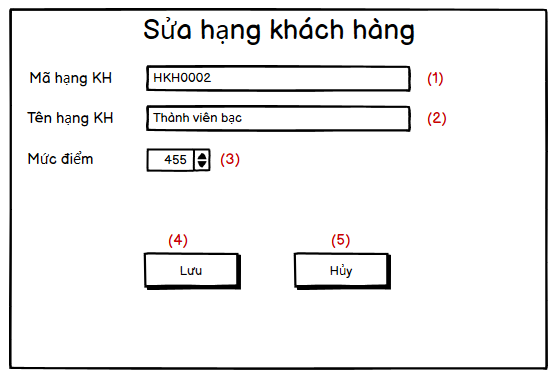 Sửa hạng khách hàng
Mã hạng KH HKH0002 (1)
Tên hạng KH Thành viên bạc (2)
Mức điểm 455 (3)
(4) (5)
Lưu Hủy